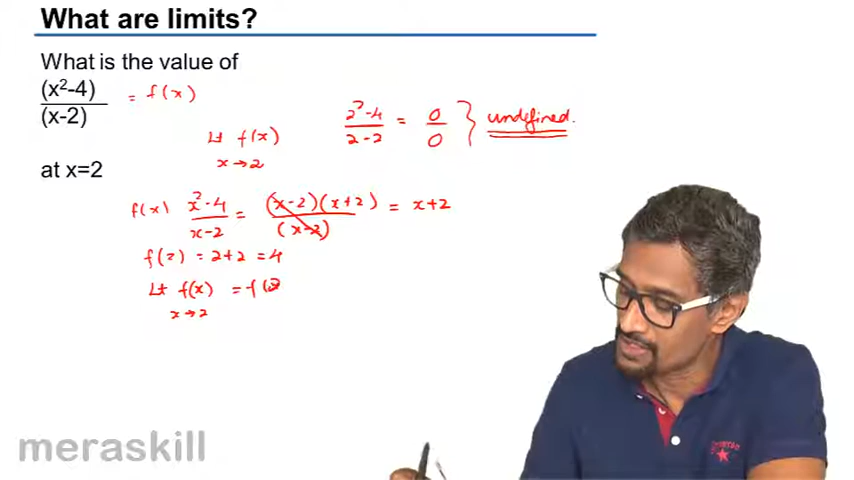 What are limits?
What is the value of
(x²-4) / (x-2) = f(x)
2²-4 / 2-2 = 0 / 0 } undefined.
Lt f(x)
x→2
at x=2
f(x) x²-4 / x-2 = (x-2)(x+2) / (x-2) = x+2
f(2) = 2+2 = 4
Lt f(x) = f(2
x→2
meraskill